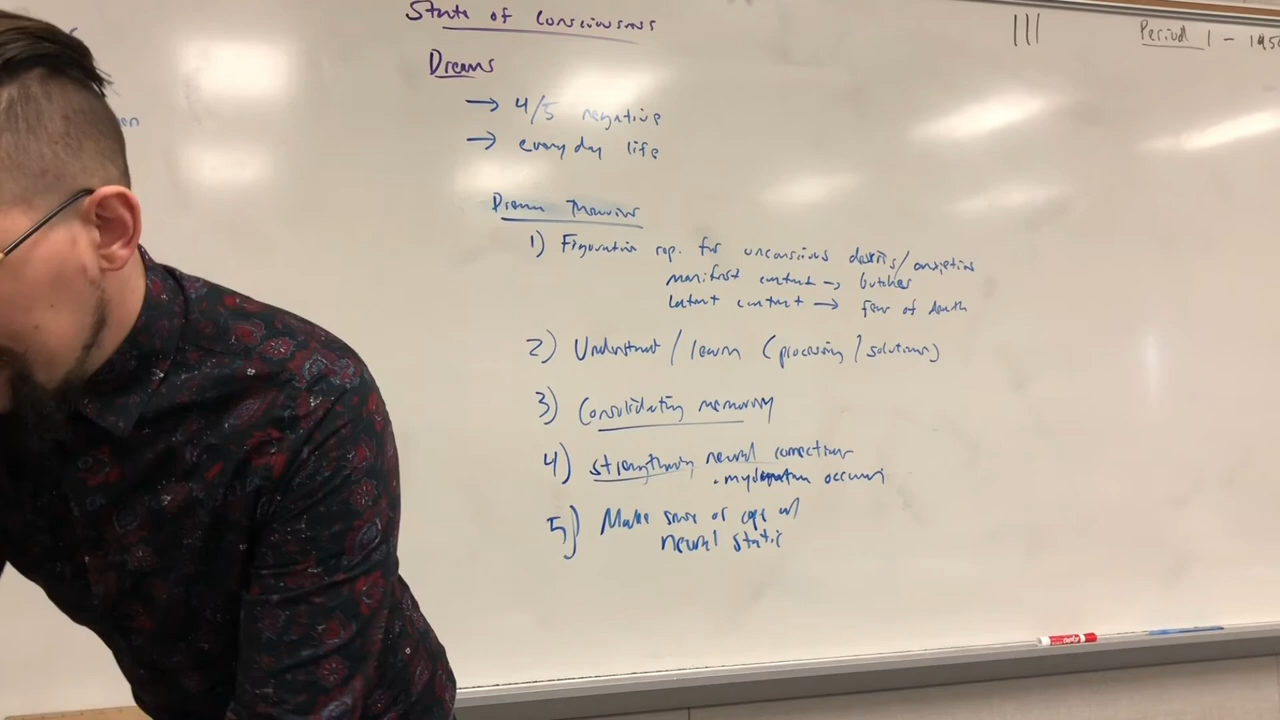 State of Consciousness
Dreams
→ 4/5 negative
→ everyday life
Dream Theories
1) Figurative rep. for unconscious desires/anxieties
manifest content → butcher
latent content → fear of death
2) Understand / learn (processing / solutions)
3) Consolidating memory
4) strengthening neural connections
. myelination occurs
5) Make sense or cope w/
neural static
Period 1 -